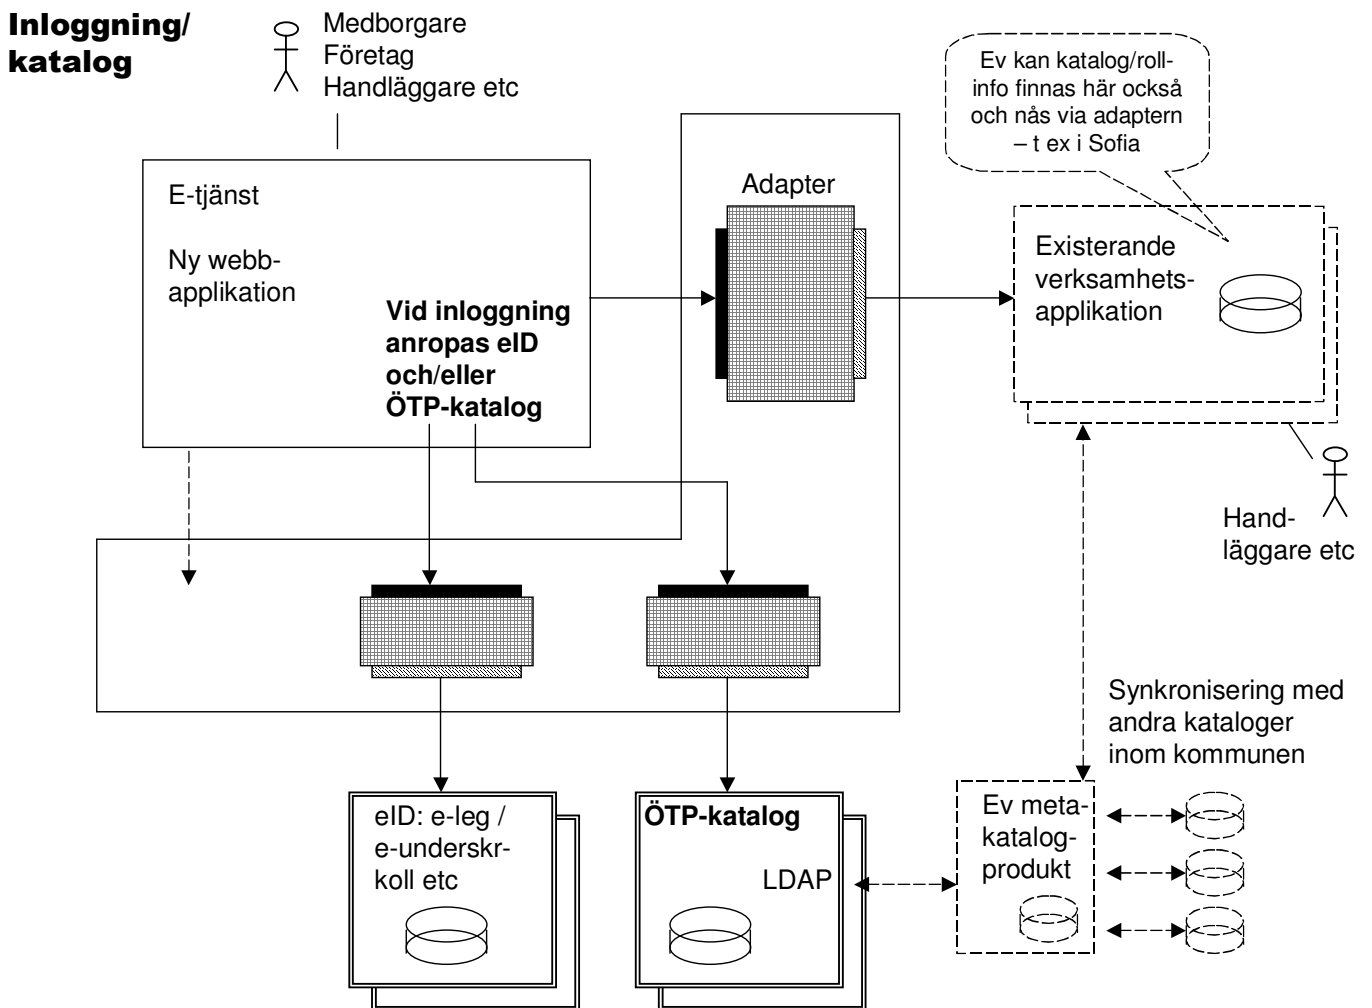 Inloggning/
katalog
Medborgare
Företag
Handläggare etc
Ev kan katalog/roll-
info finnas här också
och nås via adaptern
– t ex i Sofia
E-tjänst
Ny webb-
applikation
Vid inloggning
anropas eID
och/eller
ÖTP-katalog
Adapter
Existerande
verksamhets-
applikation
Hand-
läggare etc
Synkronisering med
andra kataloger
inom kommunen
eID: e-leg /
e-underskr-
koll etc
ÖTP-katalog
LDAP
Ev meta-
katalog-
produkt